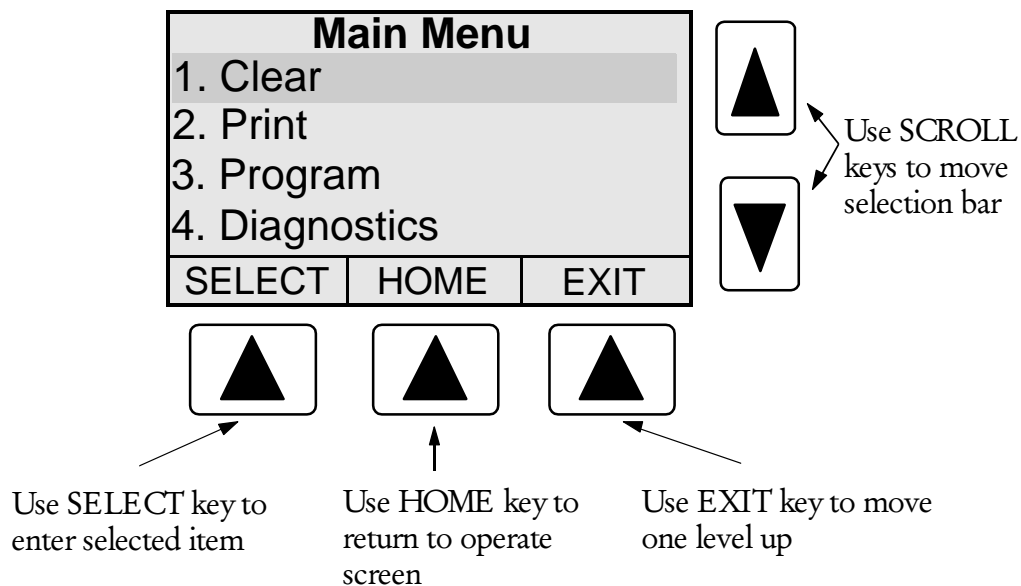 Main Menu
1. Clear
2. Print
3. Program
4. Diagnostics
SELECT HOME EXIT
Use SCROLL
keys to move
selection bar
Use SELECT key to
enter selected item
Use HOME key to
return to operate
screen
Use EXIT key to move
one level up